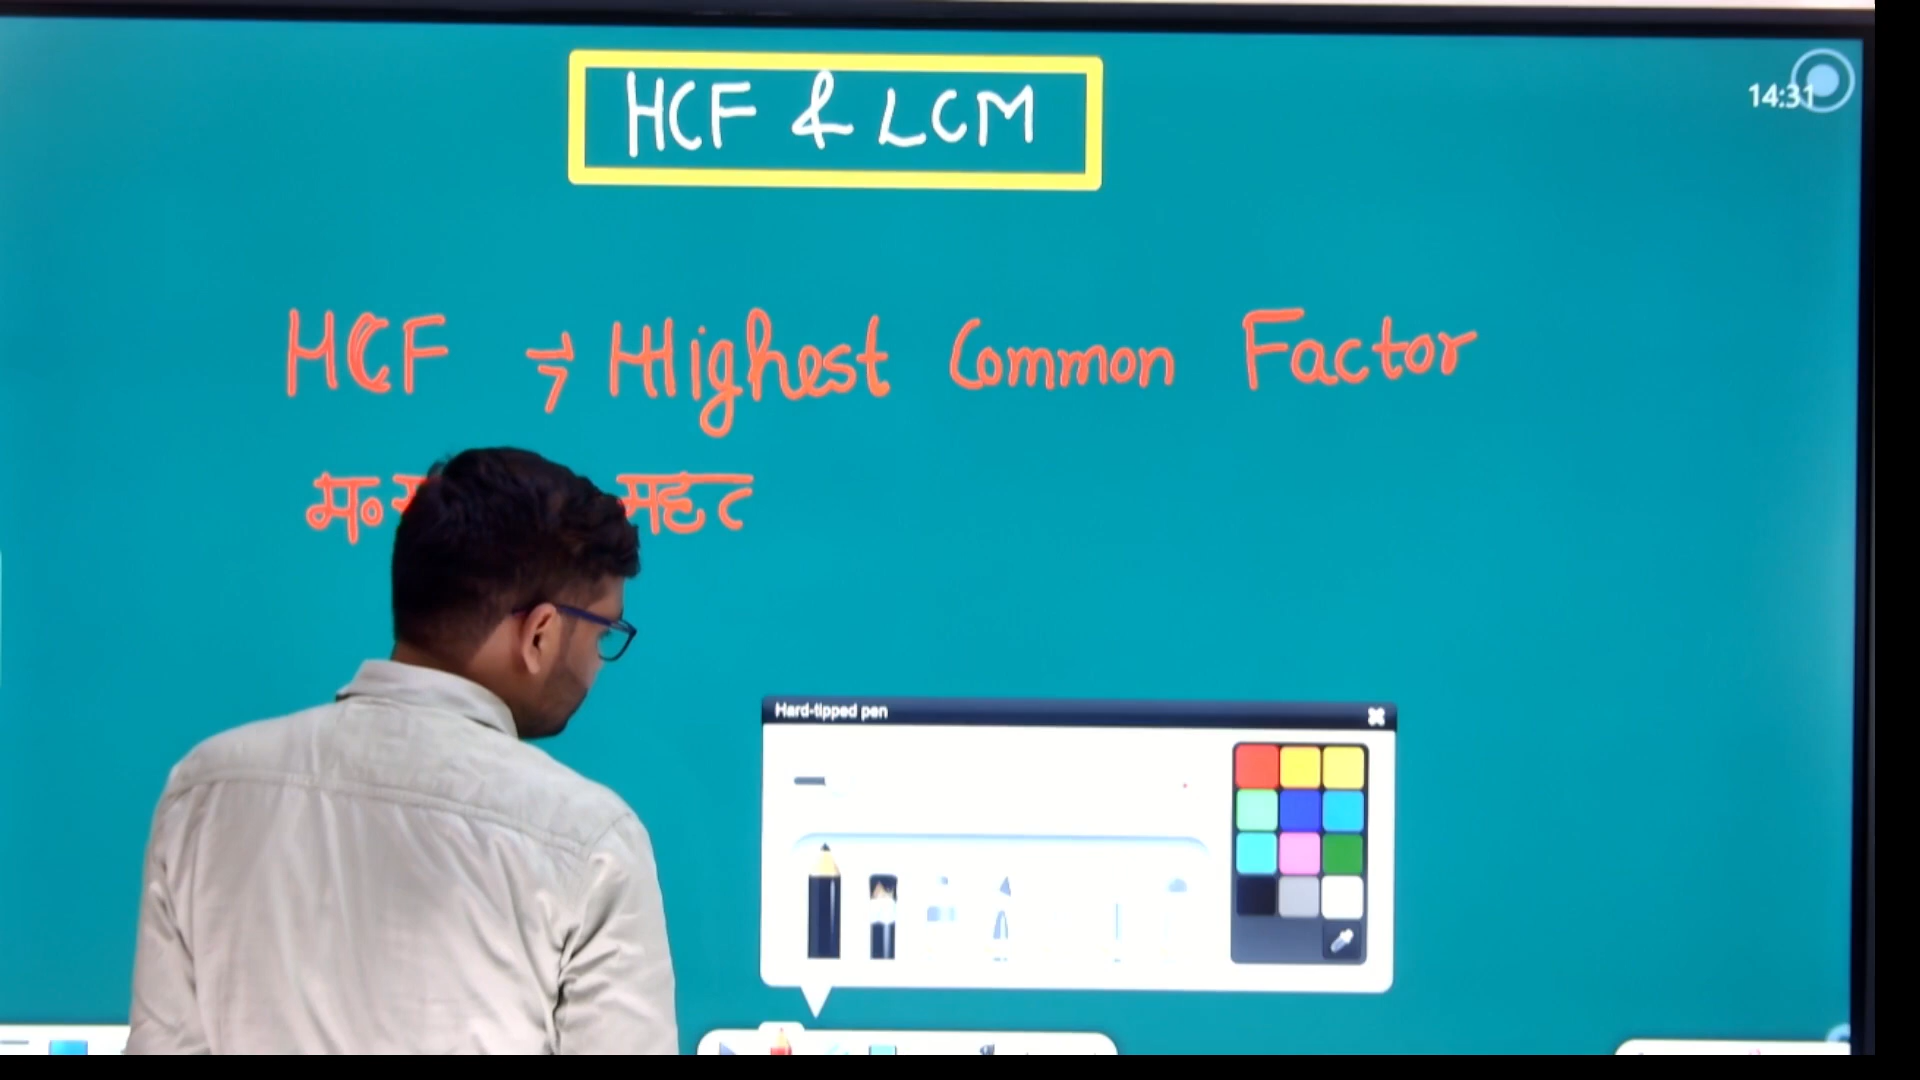 HCF & LCM
14:31
HCF → Highest Common Factor
म० महत
Hard-tipped pen